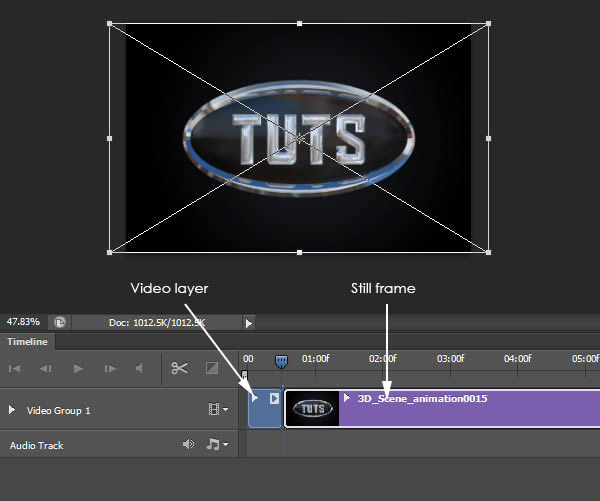 TUTS
Video layer
Still frame
47.83%
Doc: 1012.5K/1012.5K
Timeline
00 01:00f 02:00f 03:00f 04:00f 05:00f
TUTS
3D_Scene_animation0015
Video Group 1
Audio Track